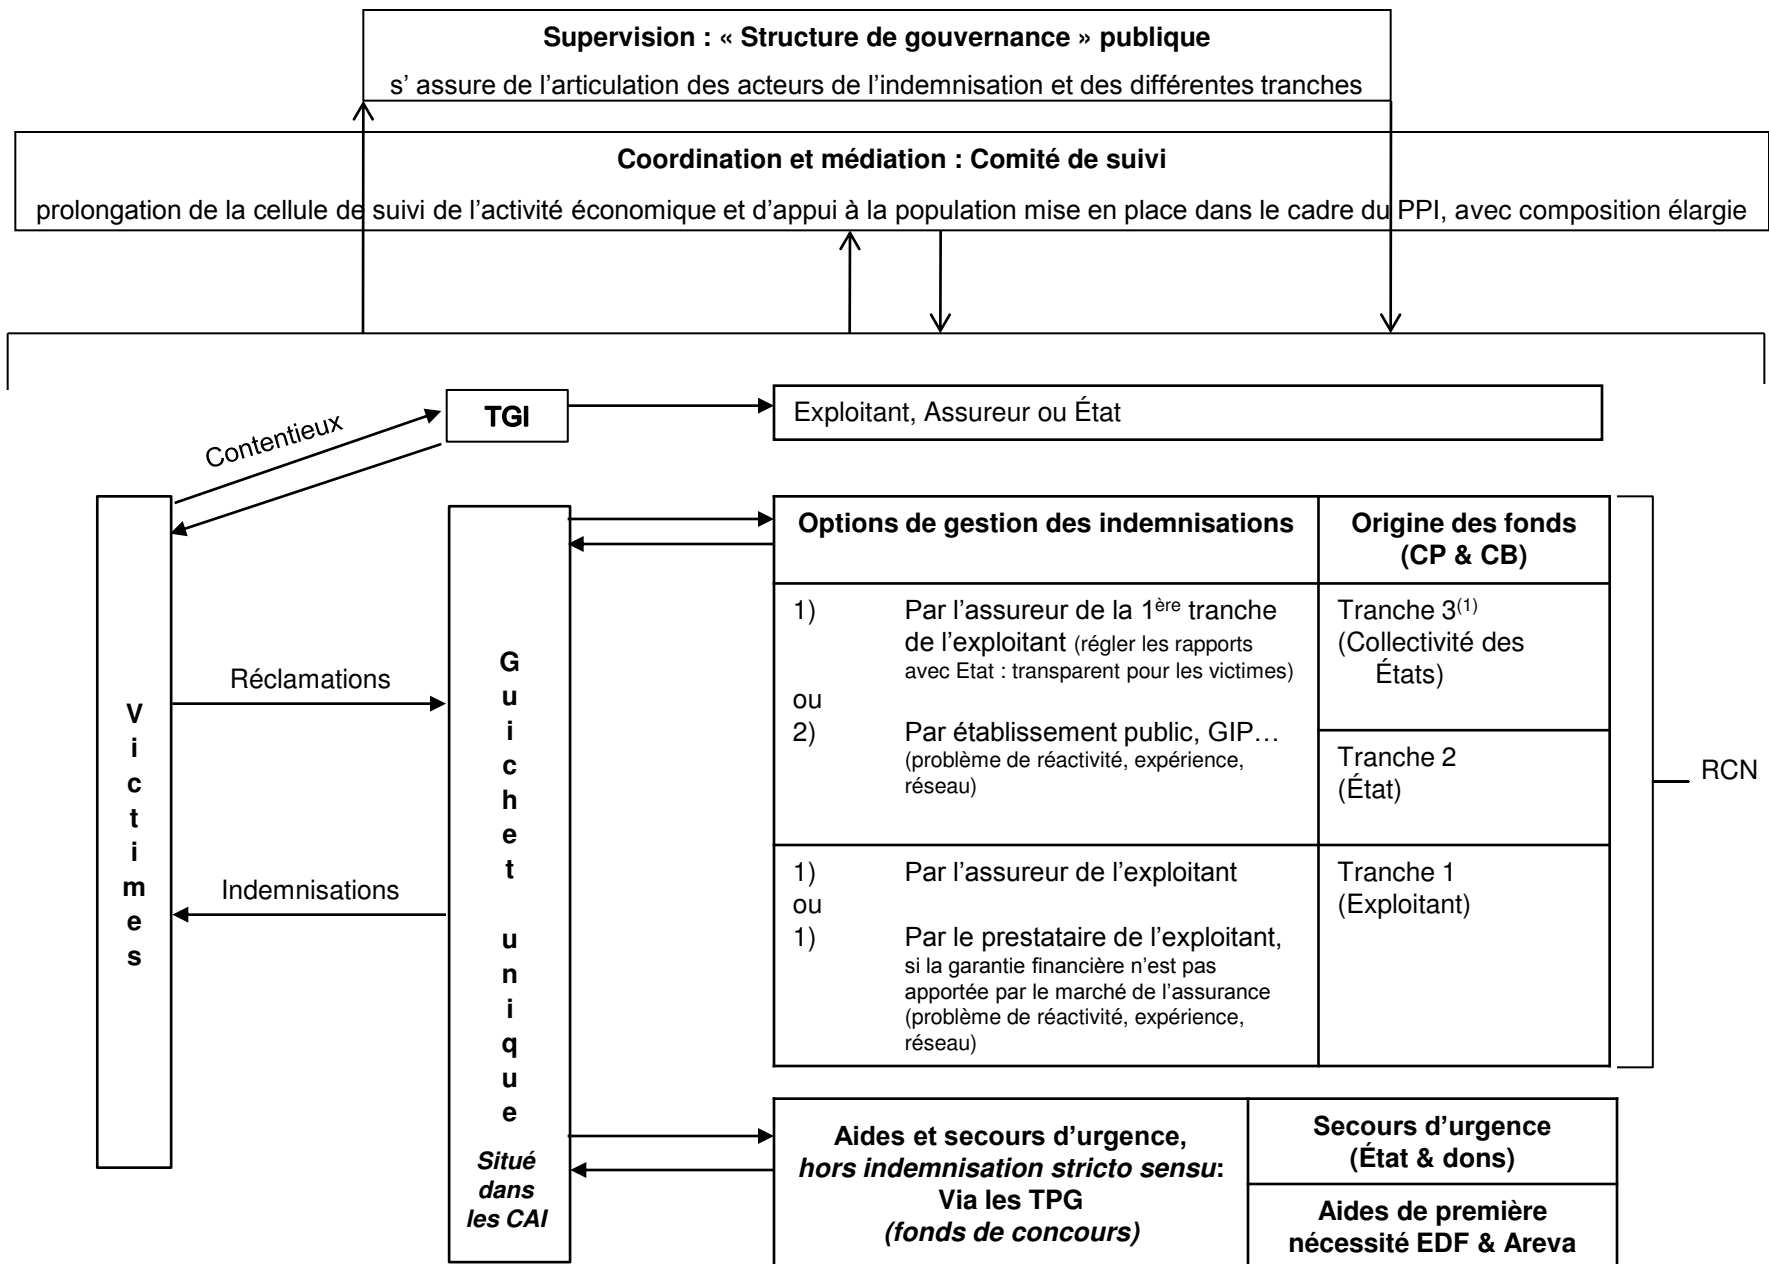 Supervision : « Structure de gouvernance » publique
s’ assure de l’articulation des acteurs de l’indemnisation et des différentes tranches
Coordination et médiation : Comité de suivi
prolongation de la cellule de suivi de l’activité économique et d’appui à la population mise en place dans le cadre du PPI, avec composition élargie
Contentieux
TGI
Exploitant, Assureur ou État
Victimes
Réclamations
Indemnisations
Guichet unique
Situé
dans
les CAI
Options de gestion des indemnisations
Origine des fonds
(CP & CB)
1) Par l’assureur de la 1ère tranche
de l’exploitant (régler les rapports
avec Etat : transparent pour les victimes)
ou
2) Par établissement public, GIP…
(problème de réactivité, expérience,
réseau)
Tranche 3(1)
(Collectivité des
États)
Tranche 2
(État)
1) Par l’assureur de l’exploitant
ou
1) Par le prestataire de l’exploitant,
si la garantie financière n’est pas
apportée par le marché de l’assurance
(problème de réactivité, expérience,
réseau)
Tranche 1
(Exploitant)
RCN
Aides et secours d’urgence,
hors indemnisation stricto sensu:
Via les TPG
(fonds de concours)
Secours d’urgence
(État & dons)
Aides de première
nécessité EDF & Areva